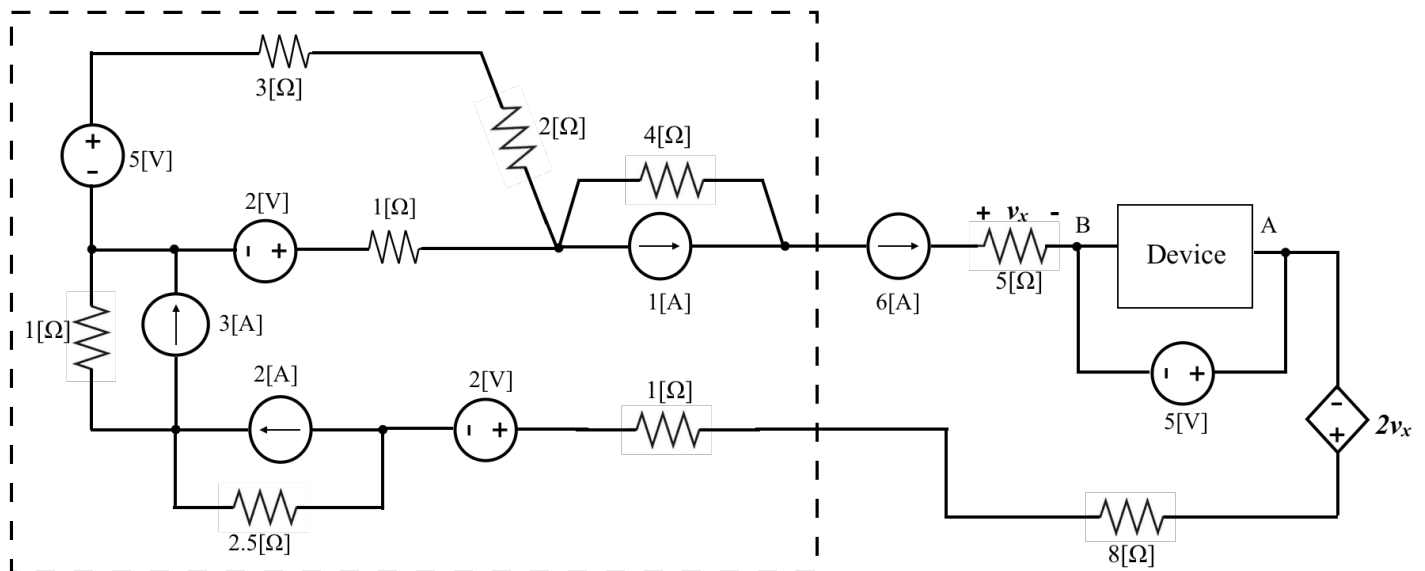 3[Ω]
+
-
5[V]
2[Ω]
4[Ω]
2[V]
-
+
1[Ω]
1[A]
6[A]
+ vₓ -
5[Ω]
B
Device
A
1[Ω]
3[A]
2[A]
2[V]
-
+
1[Ω]
-
+
5[V]
-
+
2vₓ
2.5[Ω]
8[Ω]